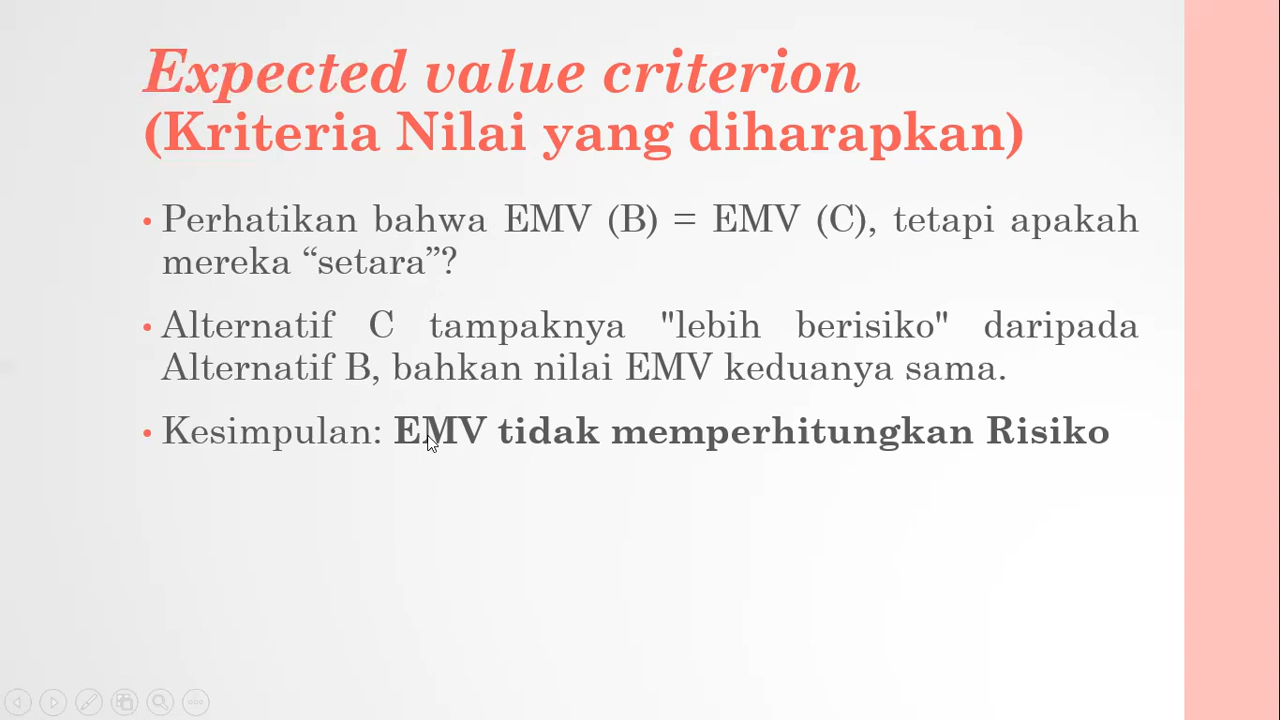 Expected value criterion
(Kriteria Nilai yang diharapkan)
• Perhatikan bahwa EMV (B) = EMV (C), tetapi apakah
mereka “setara”?
• Alternatif C tampaknya "lebih berisiko" daripada
Alternatif B, bahkan nilai EMV keduanya sama.
• Kesimpulan: EMV tidak memperhitungkan Risiko